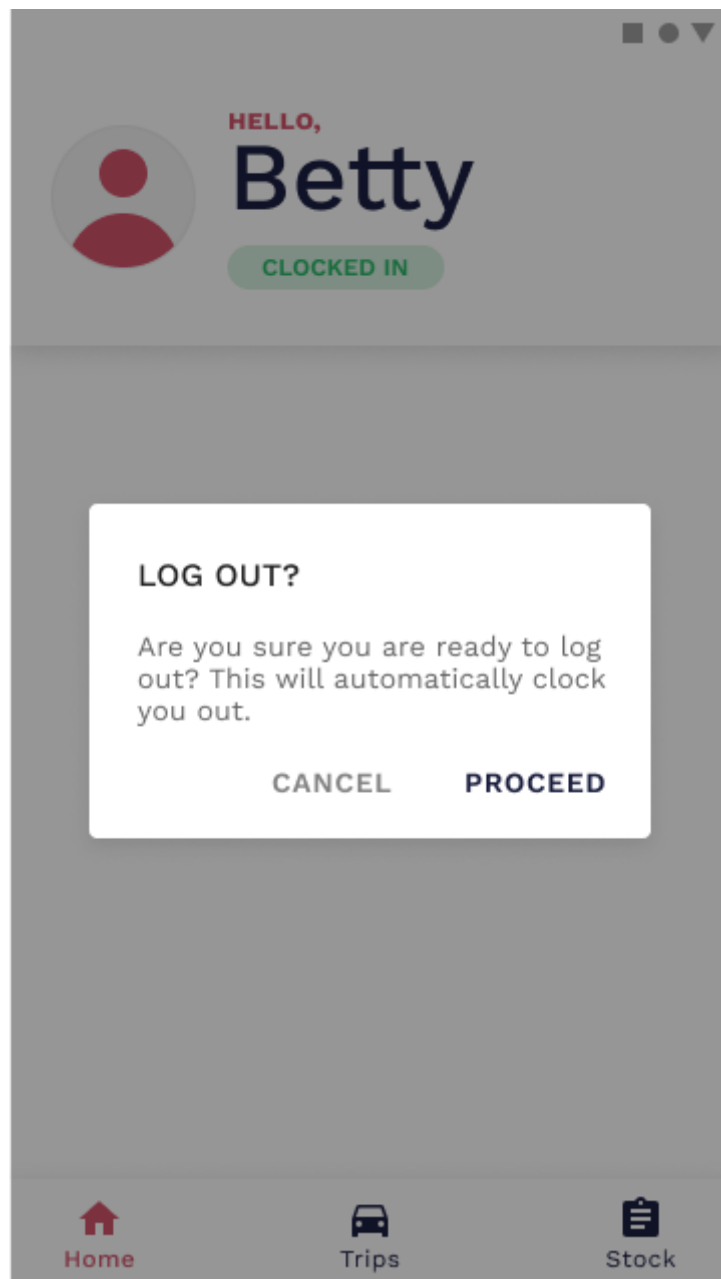 HELLO,
Betty
CLOCKED IN
LOG OUT?
Are you sure you are ready to log
out? This will automatically clock
you out.
CANCEL PROCEED
Home Trips Stock